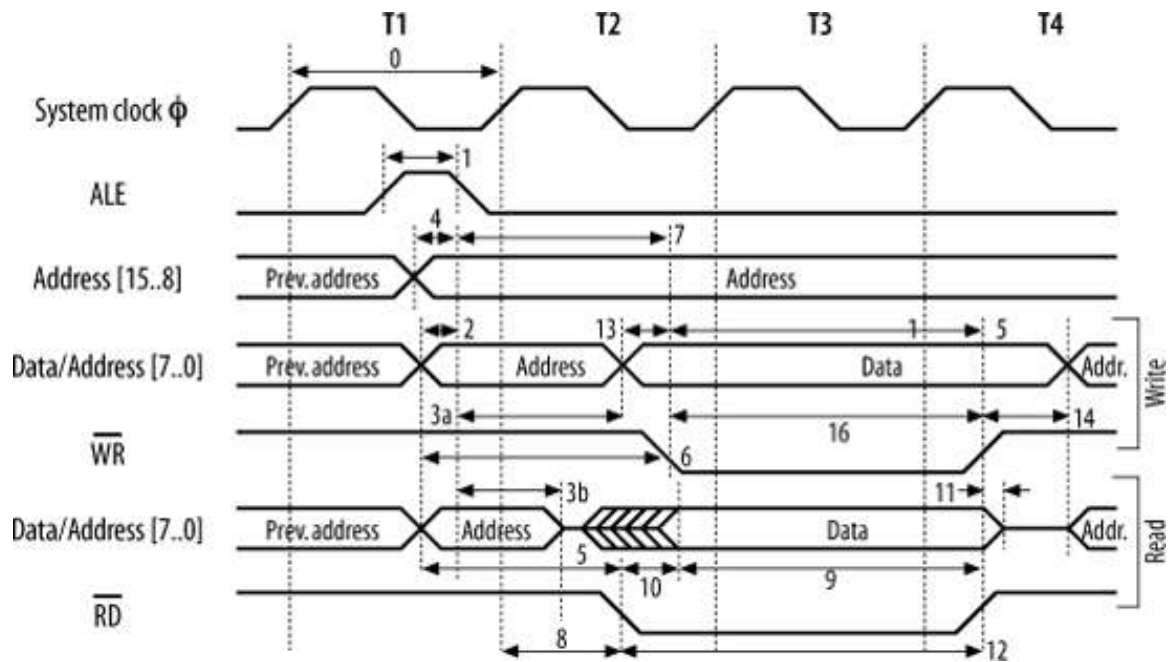 T1 T2 T3 T4
0
System clock ϕ
1
ALE
4 7
Address [15..8] Prev. address Address
2 13 1 5
Data/Address [7..0] Prev. address Address Data Addr.
Write
3a 16 14
WR
6
3b 11
Data/Address [7..0] Prev. address Address Data Addr.
Read
5 10 9
RD
8 12